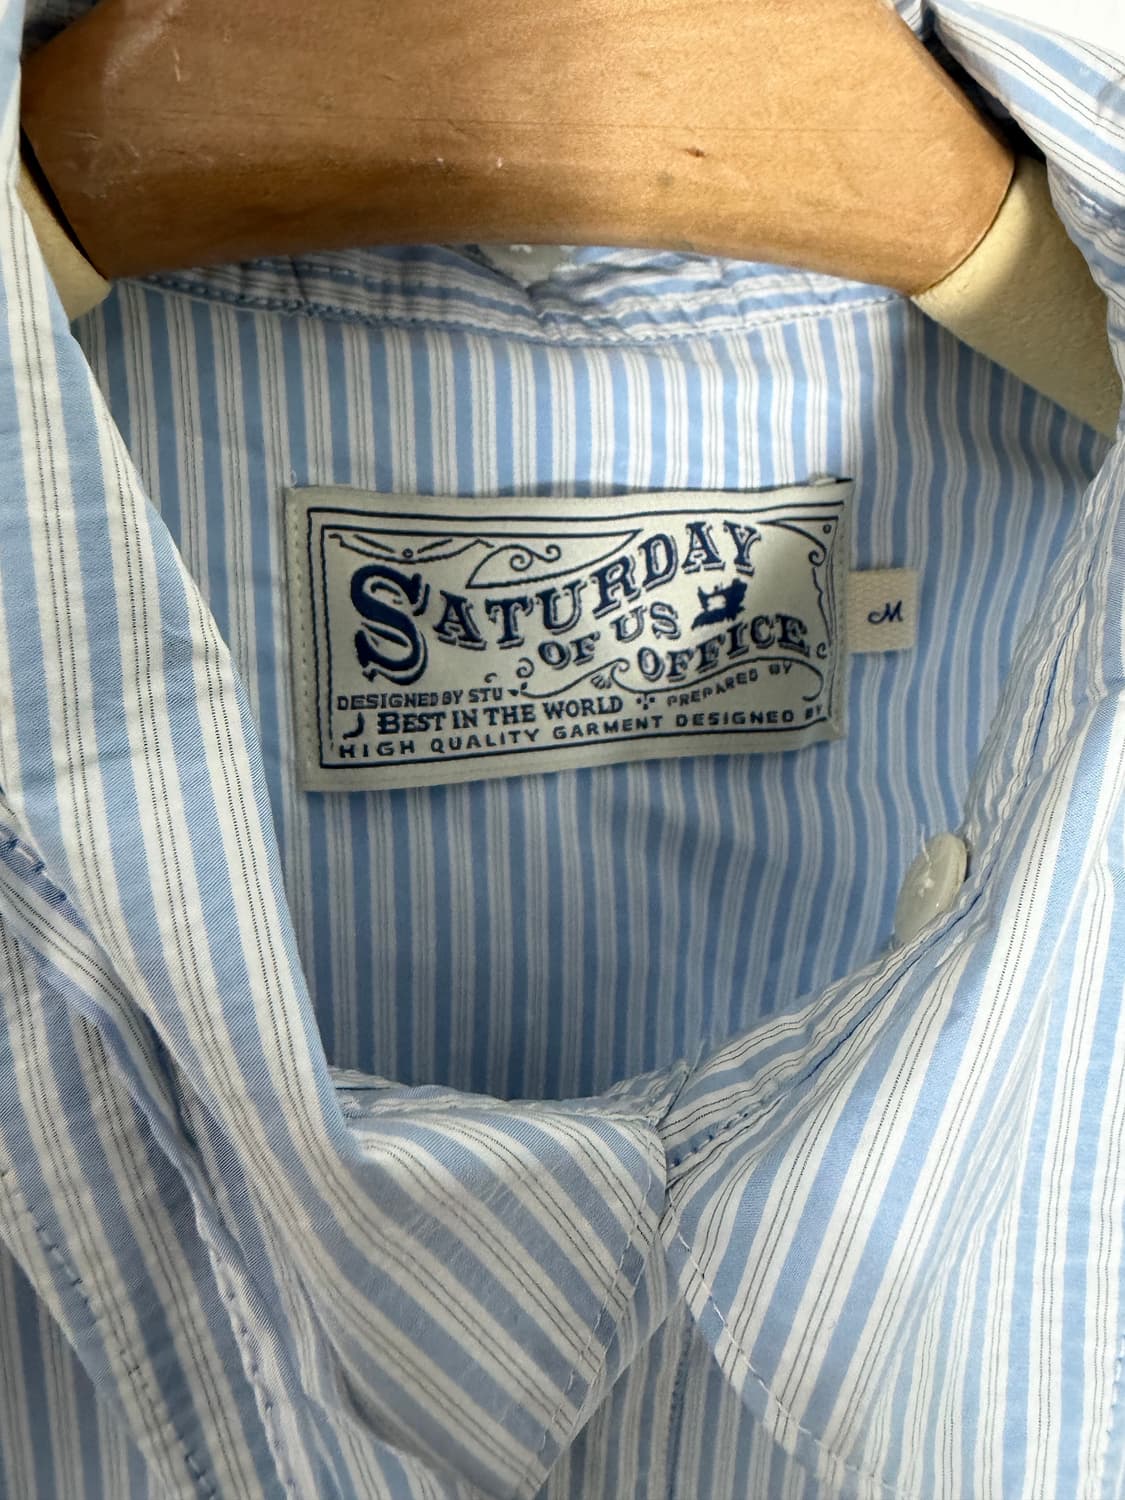 SATURDAY
OF US
OFFICE
DESIGNED BY STU
PREPARED BY
BEST IN THE WORLD
HIGH QUALITY GARMENT DESIGNED BY
M